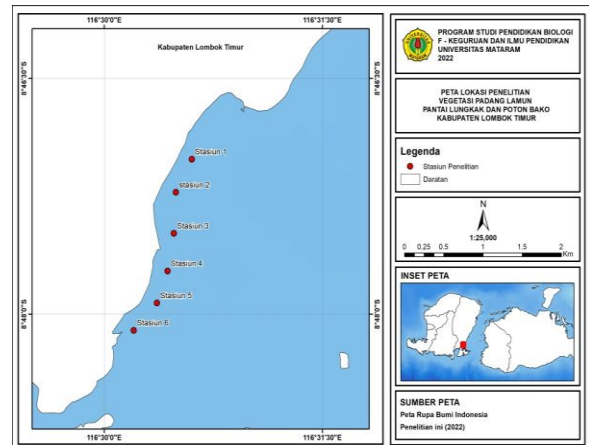 116°30'0"E
116°31'30"E
Kabupaten Lombok Timur
8°46'30"S
8°46'30"S
Stasiun 1
stasiun 2
Stasiun 3
Stasiun 4
Stasiun 5
Stasiun 6
8°48'0"S
8°48'0"S
116°30'0"E
116°31'30"E
PROGRAM STUDI PENDIDIKAN BIOLOGI
F - KEGURUAN DAN ILMU PENDIDIKAN
UNIVERSITAS MATARAM
2022
PETA LOKASI PENELITIAN
VEGETASI PADANG LAMUN
PANTAI LUNGKAK DAN POTON BAKO
KABUPATEN LOMBOK TIMUR
Legenda
Stasiun Penelitian
Daratan
N
1:25,000
0 0.25 0.5 1 1.5 2
Km
INSET PETA
SUMBER PETA
Peta Rupa Bumi Indonesia
Penelitian ini (2022)